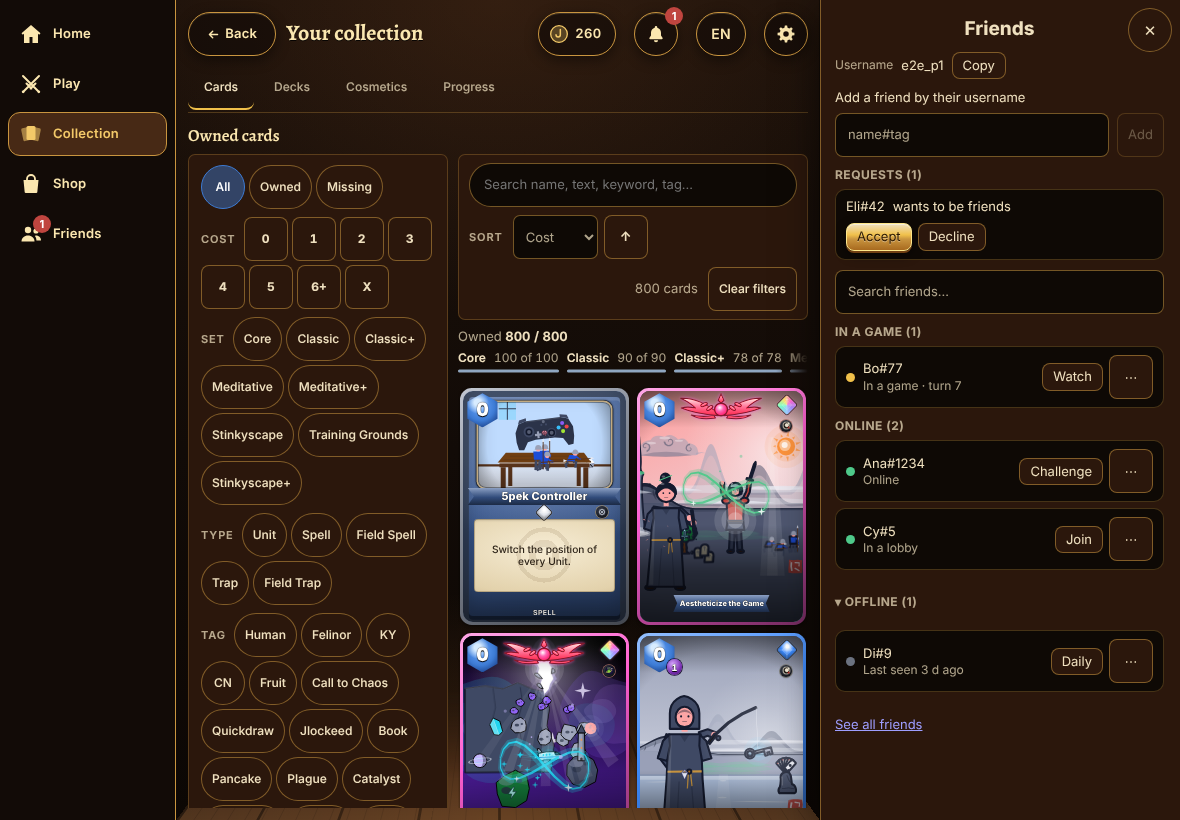 Home
Play
Collection
Shop
1
Friends
← Back
Your collection
J 260
1
EN
Cards Decks Cosmetics Progress
Owned cards
All Owned Missing
COST 0 1 2 3
4 5 6+ X
SET Core Classic Classic+
Meditative Meditative+
Stinkyscape Training Grounds
Stinkyscape+
TYPE Unit Spell Field Spell
Trap Field Trap
TAG Human Felinor KY
CN Fruit Call to Chaos
Quickdraw Jlockeed Book
Pancake Plague Catalyst
Search name, text, keyword, tag...
SORT Cost ↑
800 cards Clear filters
Owned 800 / 800
Core 100 of 100 Classic 90 of 90 Classic+ 78 of 78
0
5pek Controller
Switch the position of
every Unit.
SPELL
0
Aestheticize the Game
0
0
1
Friends
×
Username e2e_p1 Copy
Add a friend by their username
name#tag Add
REQUESTS (1)
Eli#42 wants to be friends
Accept Decline
Search friends...
IN A GAME (1)
Bo#77
In a game · turn 7
Watch ...
ONLINE (2)
Ana#1234
Online
Challenge ...
Cy#5
In a lobby
Join ...
▾ OFFLINE (1)
Di#9
Last seen 3 d ago
Daily ...
See all friends